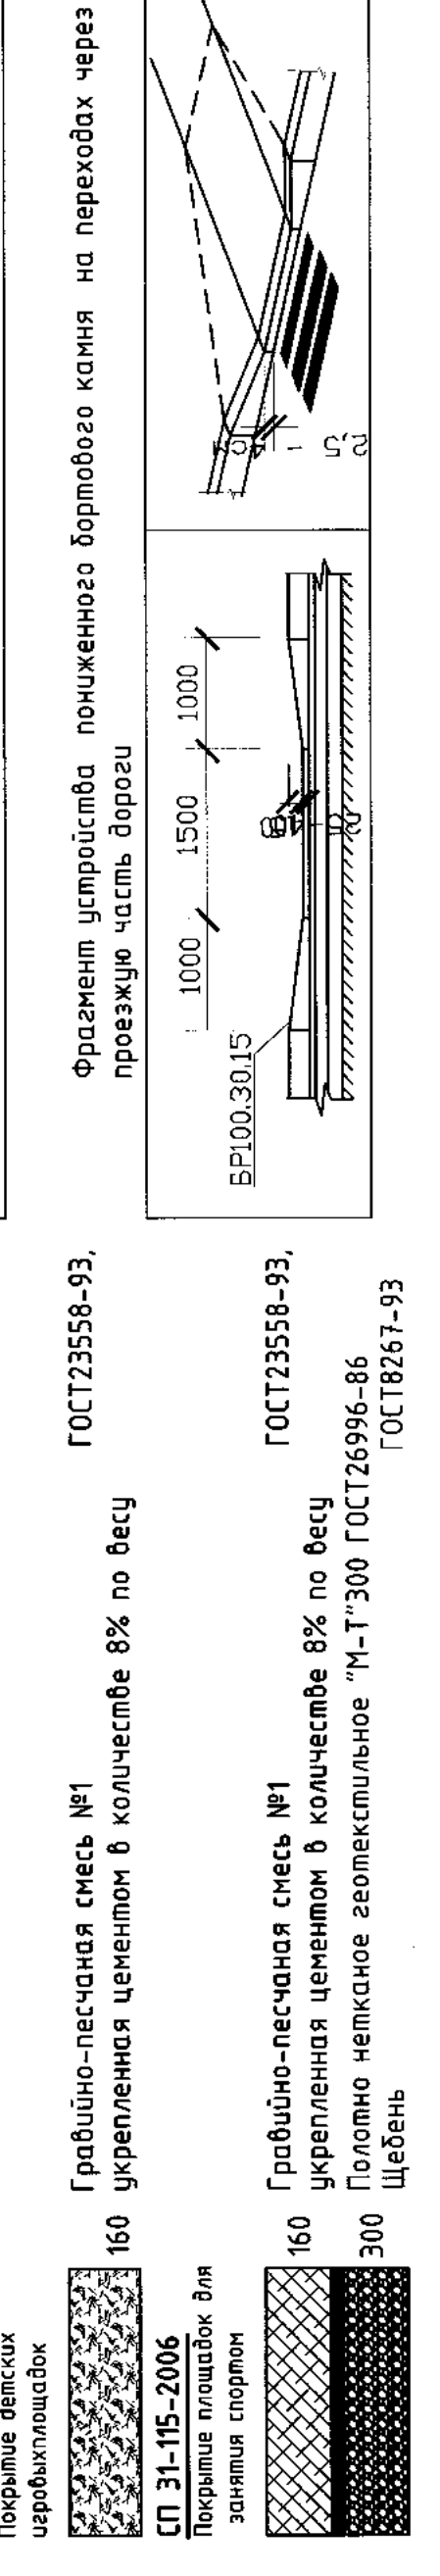 Покрытие детских
игровыхплощадок
160
Гравийно-песчаная смесь №1 ГОСТ23558-93,
укрепленная цементом в количестве 8% по весу
СП 31-115-2006
Покрытие площадок для
занятия спортом
160
Гравийно-песчаная смесь №1 ГОСТ23558-93,
укрепленная цементом в количестве 8% по весу
Полотно нетканое геотекстильное "М-Т"300 ГОСТ26996-86
300
Щебень ГОСТ8267-93
Фрагмент устройства пониженного бортового камня на переходах через
проезжую часть дороги
БР100.30.15
1000
1500
1000
2,5 -